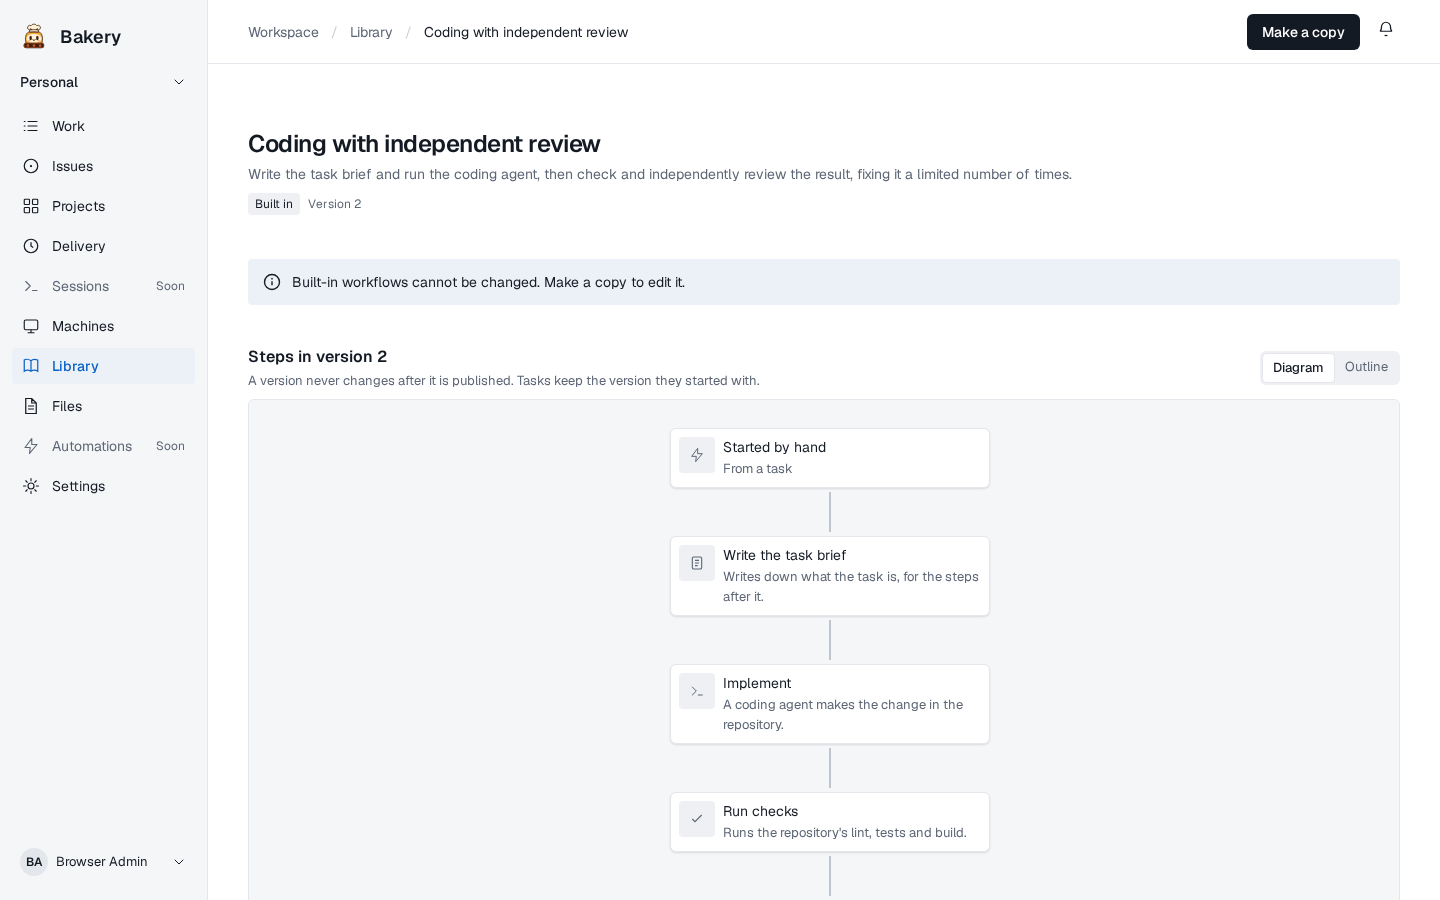 Bakery
Personal
Work
Issues
Projects
Delivery
Sessions Soon
Machines
Library
Files
Automations Soon
Settings
BA Browser Admin
Workspace / Library / Coding with independent review
Make a copy
Coding with independent review
Write the task brief and run the coding agent, then check and independently review the result, fixing it a limited number of times.
Built in Version 2
Built-in workflows cannot be changed. Make a copy to edit it.
Steps in version 2
A version never changes after it is published. Tasks keep the version they started with.
Diagram Outline
Started by hand
From a task
Write the task brief
Writes down what the task is, for the steps
after it.
Implement
A coding agent makes the change in the
repository.
Run checks
Runs the repository's lint, tests and build.